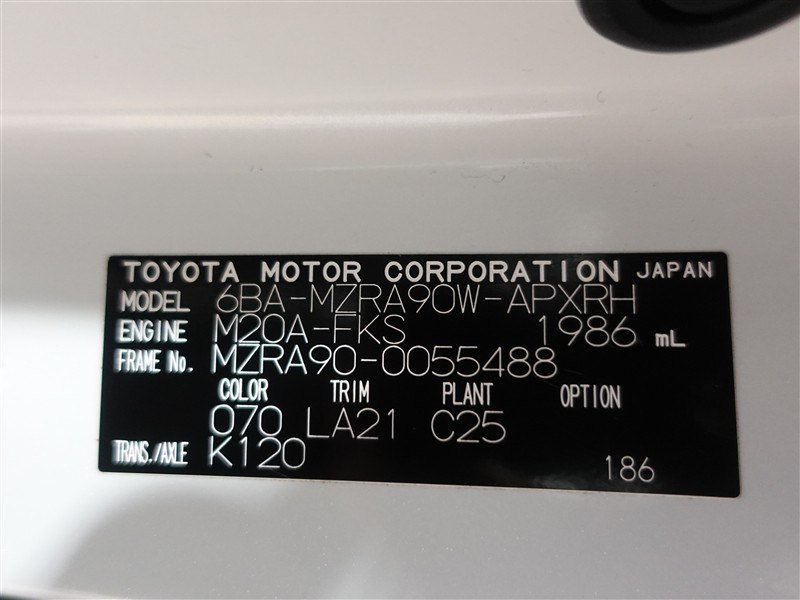 TOYOTA MOTOR CORPORATION JAPAN
MODEL 6BA-MZRA90W-APXRH
ENGINE M20A-FKS 1986 mL
FRAME No. MZRA90-0055488
COLOR TRIM PLANT OPTION
070 LA21 C25
TRANS./AXLE K120
186